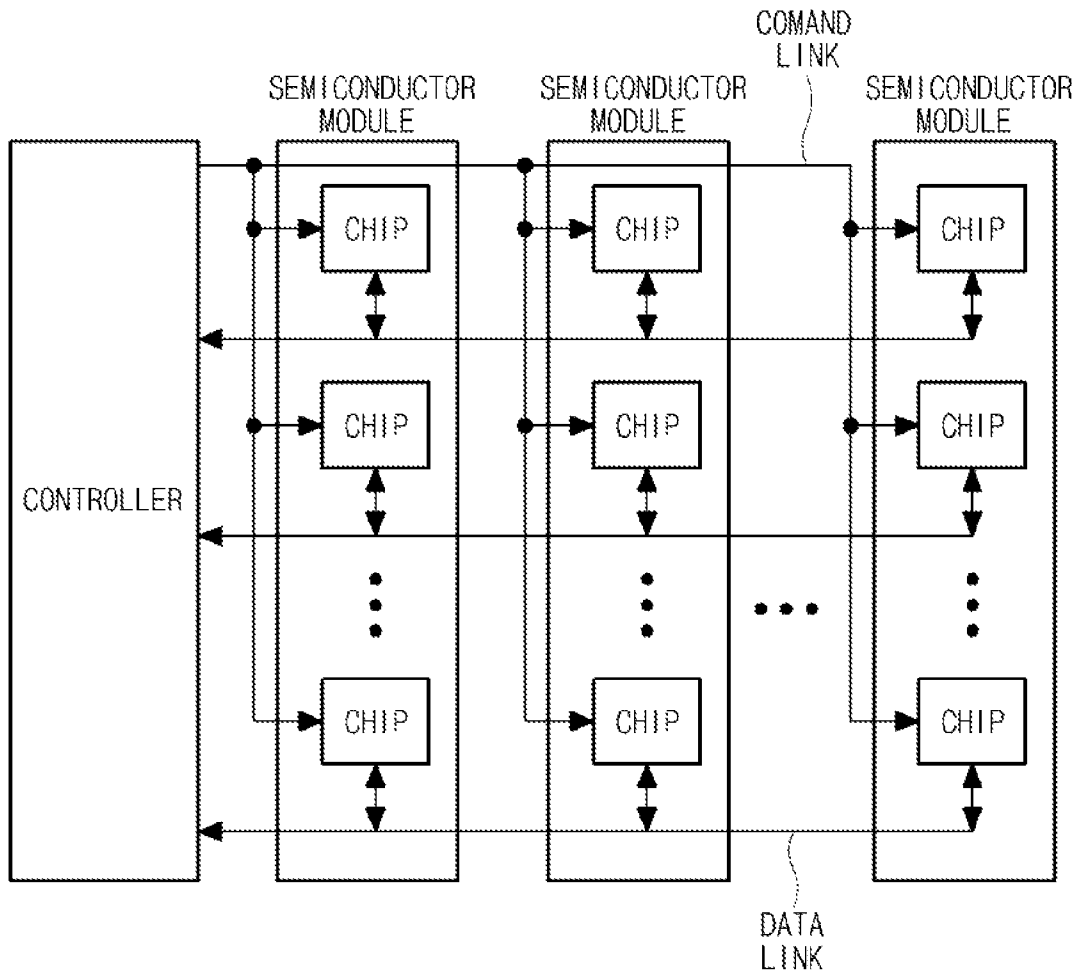 COMAND
LINK
SEMICONDUCTOR
MODULE
SEMICONDUCTOR
MODULE
SEMICONDUCTOR
MODULE
CHIP
CHIP
CHIP
CHIP
CHIP
CHIP
CONTROLLER
CHIP
CHIP
CHIP
DATA
LINK